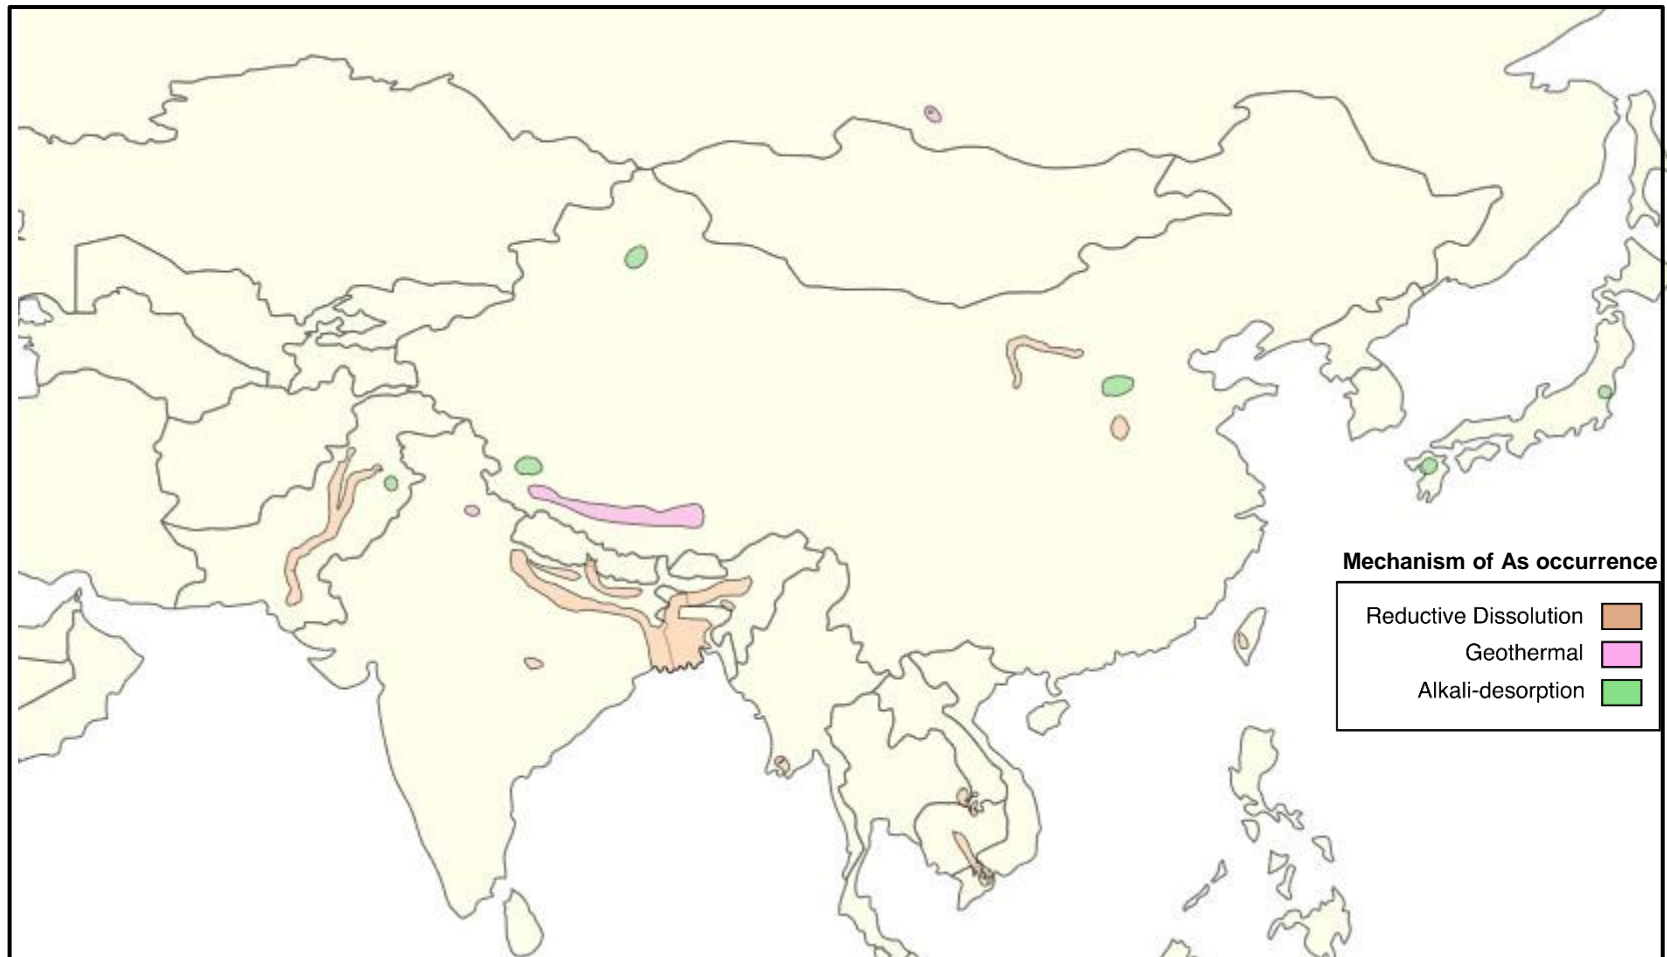 Mechanism of As occurrence
Reductive Dissolution
Geothermal
Alkali-desorption